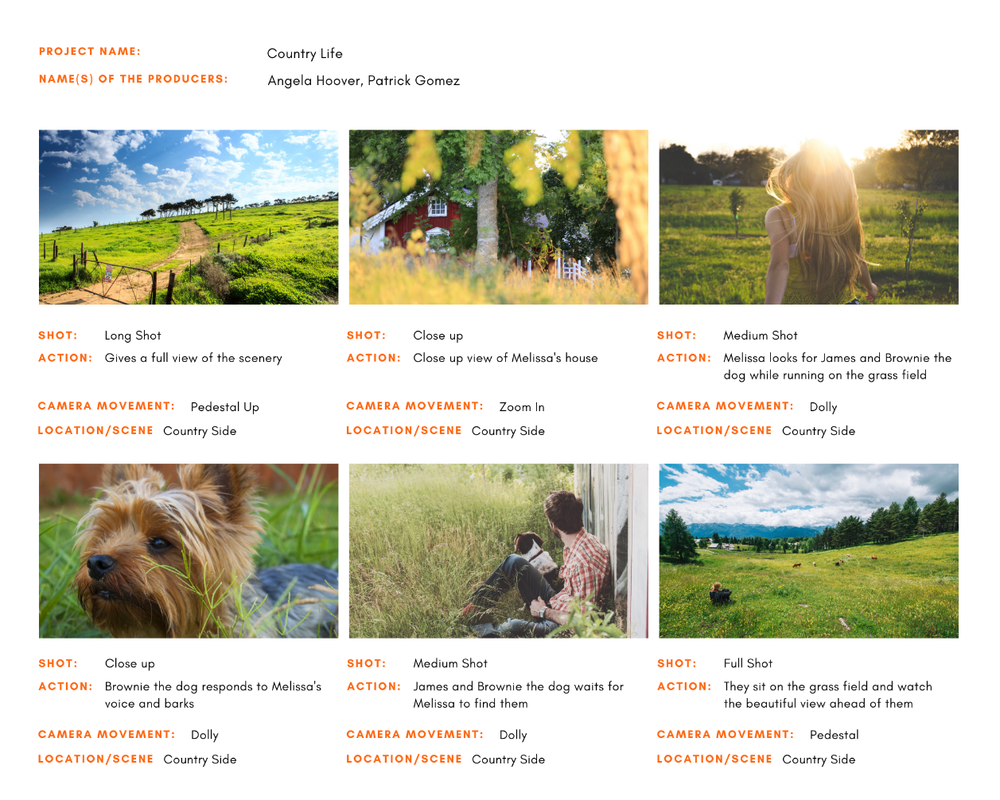 PROJECT NAME: Country Life
NAME(S) OF THE PRODUCERS: Angela Hoover, Patrick Gomez
SHOT: Long Shot
ACTION: Gives a full view of the scenery
CAMERA MOVEMENT: Pedestal Up
LOCATION/SCENE Country Side
SHOT: Close up
ACTION: Close up view of Melissa's house
CAMERA MOVEMENT: Zoom In
LOCATION/SCENE Country Side
SHOT: Medium Shot
ACTION: Melissa looks for James and Brownie the
dog while running on the grass field
CAMERA MOVEMENT: Dolly
LOCATION/SCENE Country Side
SHOT: Close up
ACTION: Brownie the dog responds to Melissa's
voice and barks
CAMERA MOVEMENT: Dolly
LOCATION/SCENE Country Side
SHOT: Medium Shot
ACTION: James and Brownie the dog waits for
Melissa to find them
CAMERA MOVEMENT: Dolly
LOCATION/SCENE Country Side
SHOT: Full Shot
ACTION: They sit on the grass field and watch
the beautiful view ahead of them
CAMERA MOVEMENT: Pedestal
LOCATION/SCENE Country Side